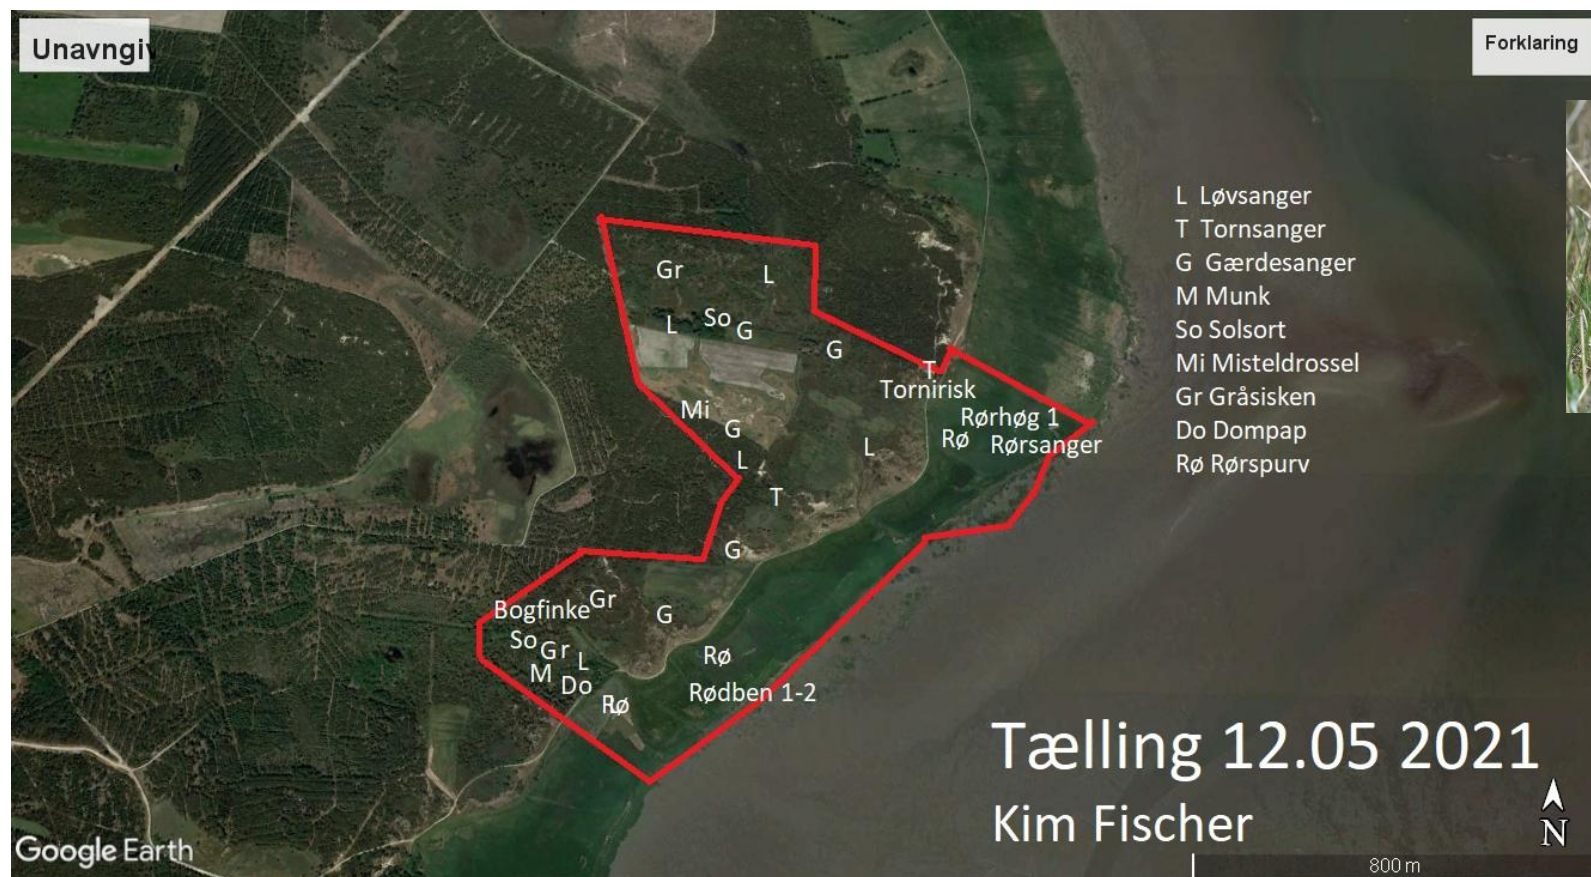 Unavngiv
Forklaring
L Løvsanger
T Tornsanger
G Gærdesanger
M Munk
So Solsort
Mi Misteldrossel
Gr Gråsisken
Do Dompap
Rø Rørspurv
Gr
L
So
L
G
G
T
Tornirisk
Mi
Rørhøg 1
G
Rø
Rørsanger
L
L
T
G
Gr
Bogfinke
G
So
Gr
L
Rø
M
Do
Rødben 1-2
L
Rø
Tælling 12.05 2021
Kim Fischer
N
Google Earth
800 m